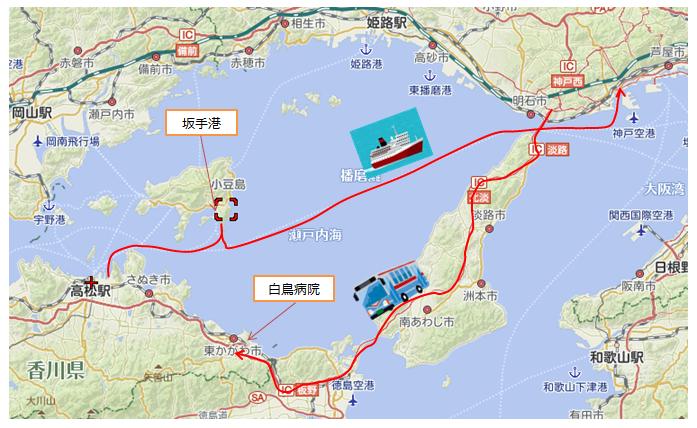 相生市
姫路駅
IC
備前
赤磐市
備前市
赤穂市
姫路港
高砂市
東播磨港
IC
神戸西
芦屋市
岡山駅
瀬戸内市
坂手港
明石市
神戸空港
岡南飛行場
IC 淡路
播磨灘
小豆島
IC
北淡
大阪湾
宇野港
瀬戸内海
淡路市
関西国際空港
日根野
高松駅
さぬき市
白鳥病院
洲本市
阪南市
南あわじ市
東かがわ市
和歌山駅
香川県
矢筈山
IC 板野
徳島空港
和歌山下津港
大川山
SA
徳島道
有田市